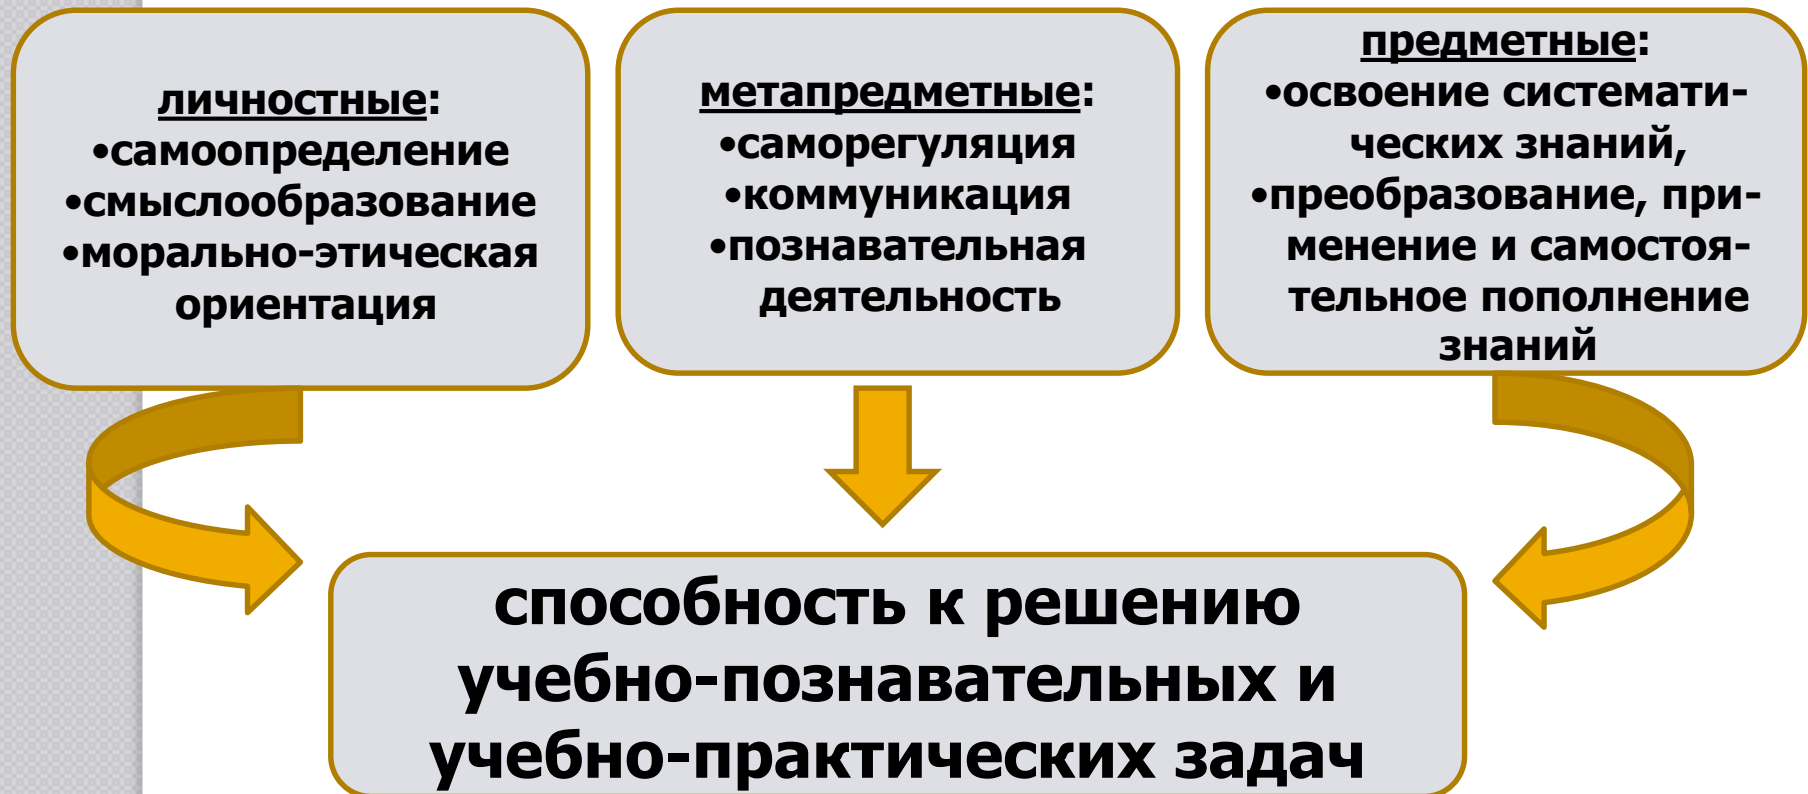 личностные:
•самоопределение
•смыслообразование
•морально-этическая
ориентация
метапредметные:
•саморегуляция
•коммуникация
•познавательная
деятельность
предметные:
•освоение системати-
ческих знаний,
•преобразование, при-
менение и самостоя-
тельное пополнение
знаний
способность к решению
учебно-познавательных и
учебно-практических задач